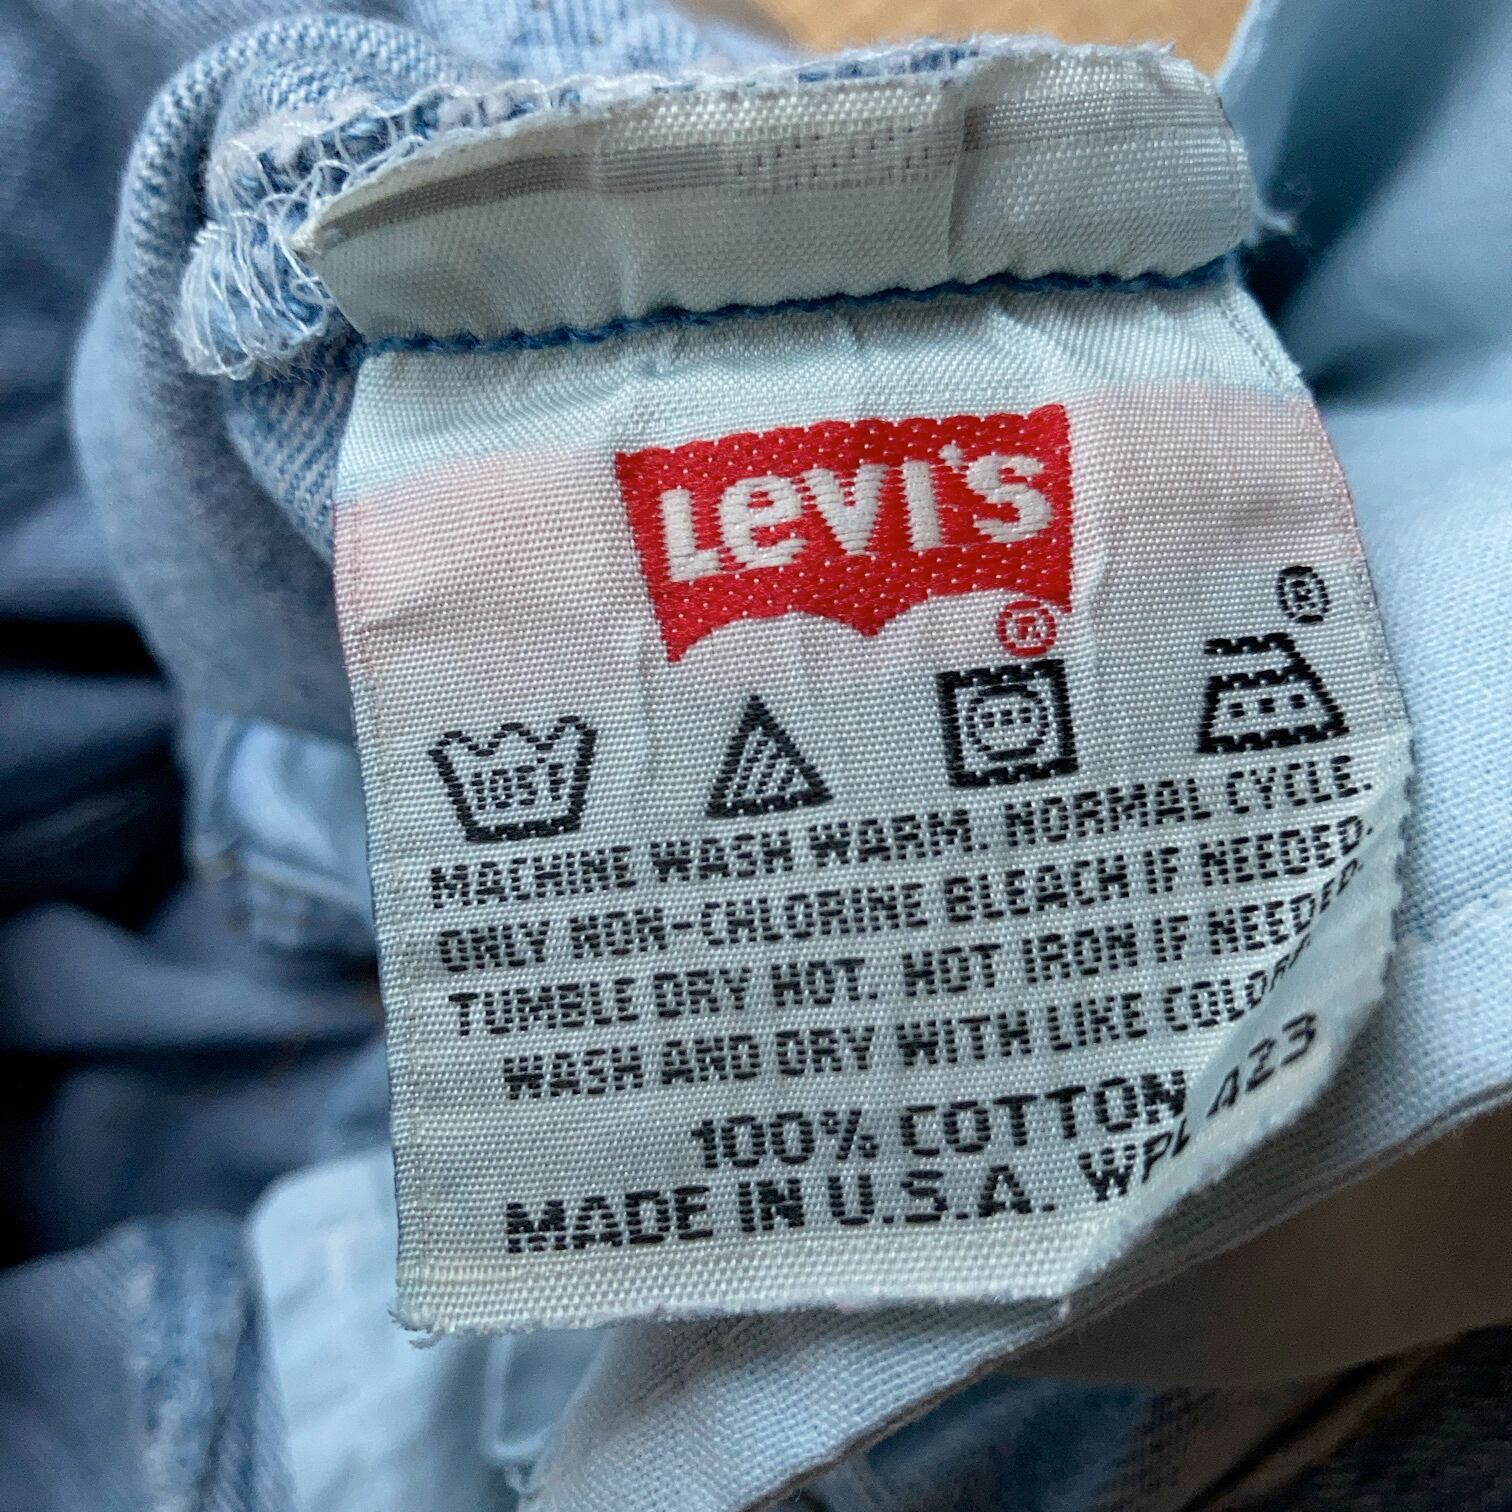 LEVI'S
®
®
105F
MACHINE WASH WARM. NORMAL CYCLE.
ONLY NON-CHLORINE BLEACH IF NEEDED.
TUMBLE DRY HOT. HOT IRON IF NEEDED.
WASH AND DRY WITH LIKE COLORS
100% COTTON
MADE IN U.S.A. WPL 423